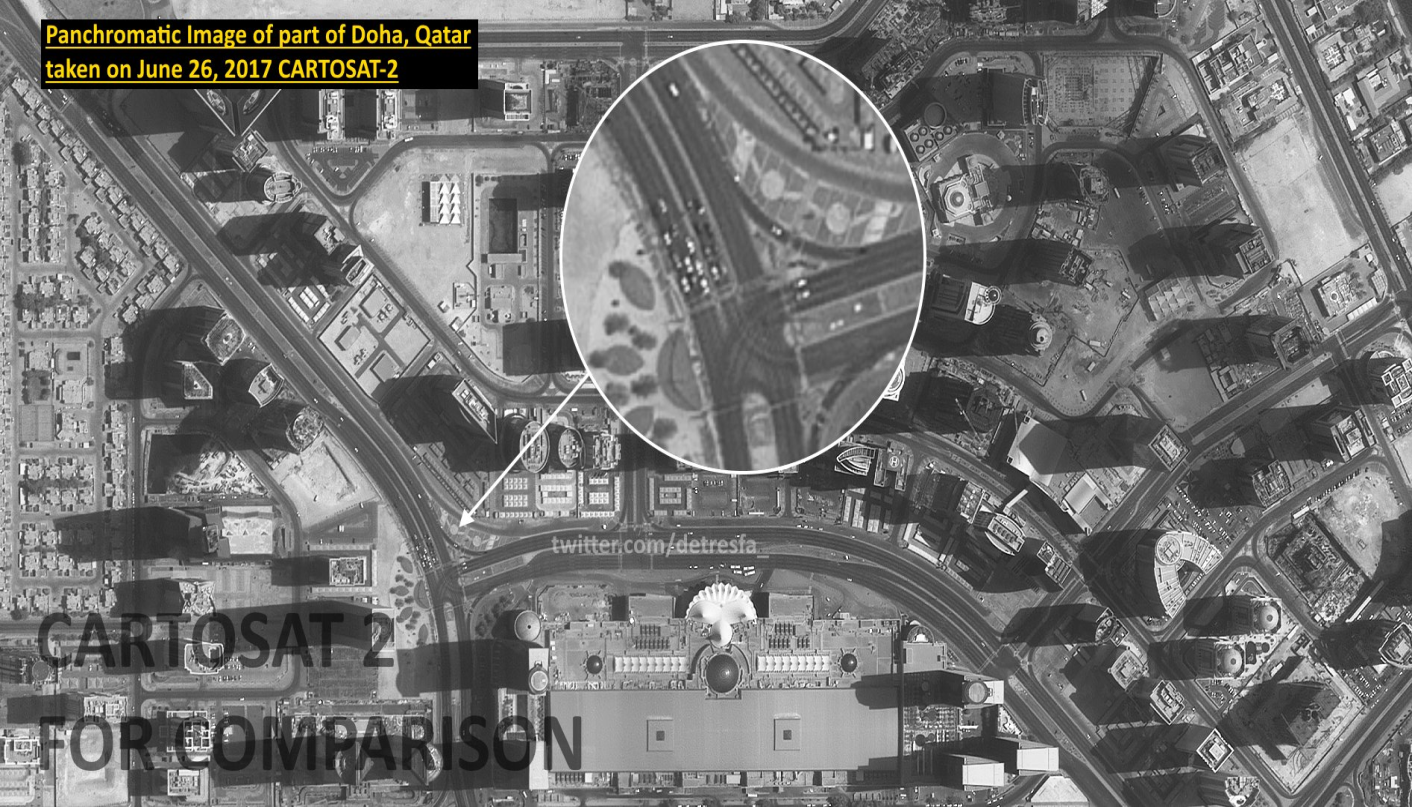 Panchromatic Image of part of Doha, Qatar
taken on June 26, 2017 CARTOSAT-2
twitter.com/detresfa
CARTOSAT 2
FOR COMPARISON